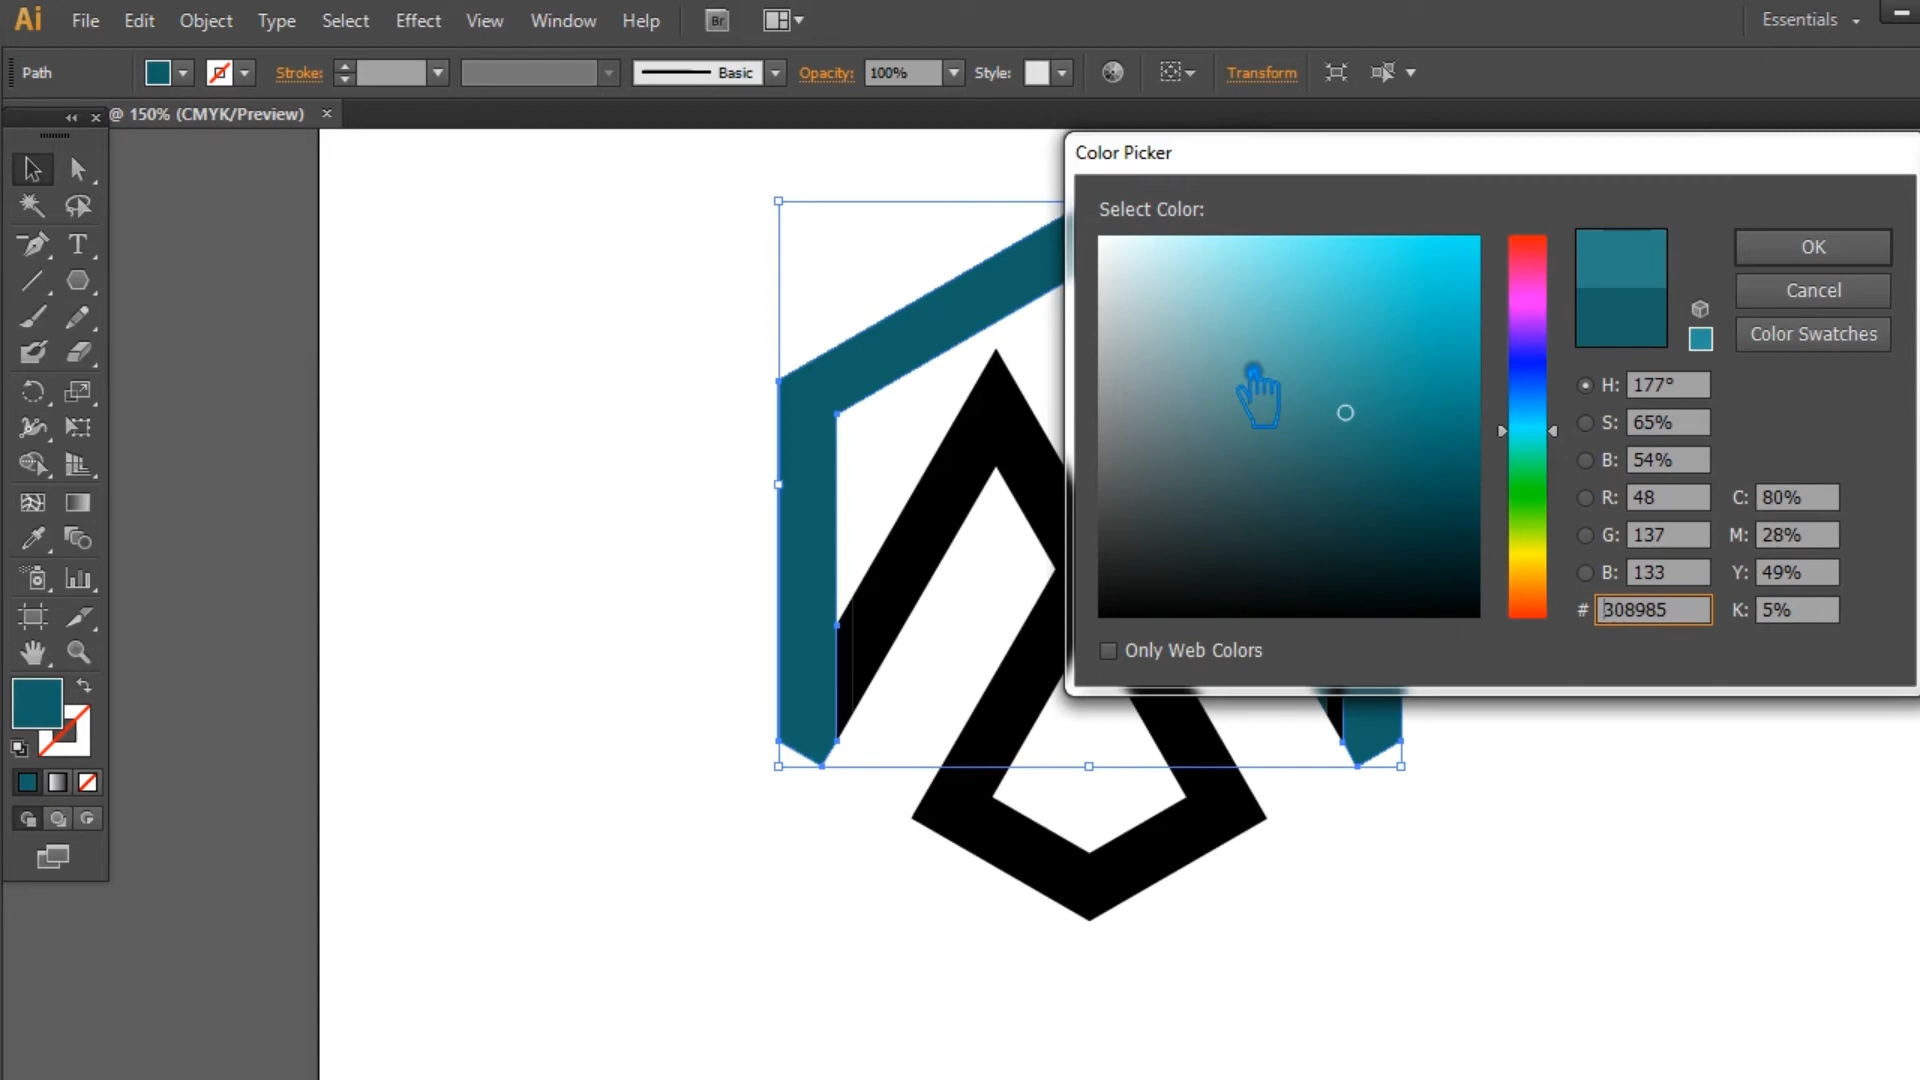 Ai File Edit Object Type Select Effect View Window Help Br Essentials
Path Stroke: Basic Opacity: 100% Style: Transform
@ 150% (CMYK/Preview) ×
Color Picker
Select Color:
OK
Cancel
Color Swatches
H: 177°
S: 65%
B: 54%
R: 48 C: 80%
G: 137 M: 28%
B: 133 Y: 49%
# 308985 K: 5%
Only Web Colors
T